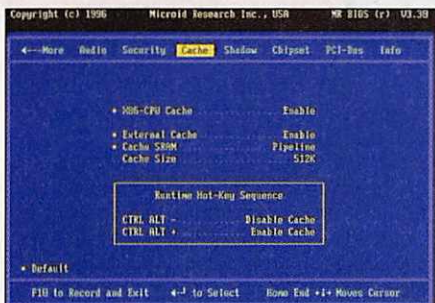 Copyright (c) 1996 Microid Research Inc., USA MR BIOS (r) V3.39
<---More Audio Security Cache Shadow Chipset PCI-Bus Info
X86-CPU Cache Enable
External Cache Enable
Cache SRAM Pipeline
Cache Size 512K
Runtime Hot-Key Sequence
CTRL ALT - Disable Cache
CTRL ALT + Enable Cache
Default
F10 to Record and Exit <-┘ to Select Home End ←↓→ Moves Cursor